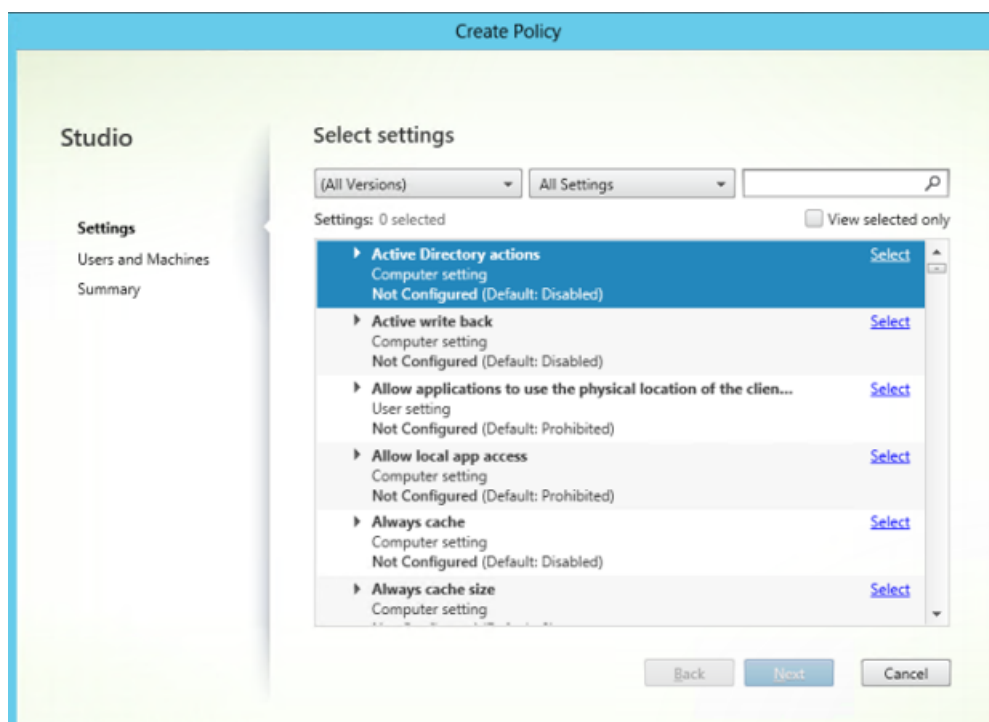 Create Policy
Studio
Settings
Users and Machines
Summary
Select settings
(All Versions)
All Settings
Settings: 0 selected
View selected only
Active Directory actions
Select
Computer setting
Not Configured (Default: Disabled)
Active write back
Select
Computer setting
Not Configured (Default: Disabled)
Allow applications to use the physical location of the clien...
Select
User setting
Not Configured (Default: Prohibited)
Allow local app access
Select
Computer setting
Not Configured (Default: Prohibited)
Always cache
Select
Computer setting
Not Configured (Default: Disabled)
Always cache size
Select
Computer setting
Back
Next
Cancel